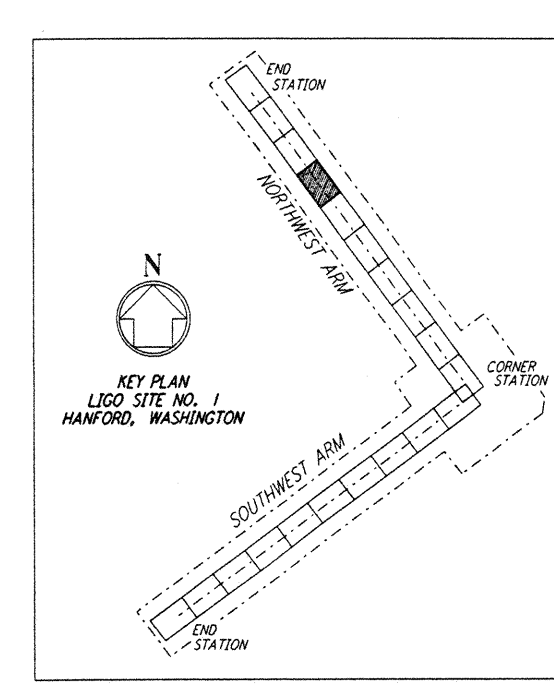 END
STATION
NORTHWEST ARM
N
KEY PLAN
LIGO SITE NO. 1
HANFORD, WASHINGTON
CORNER
STATION
SOUTHWEST ARM
END
STATION